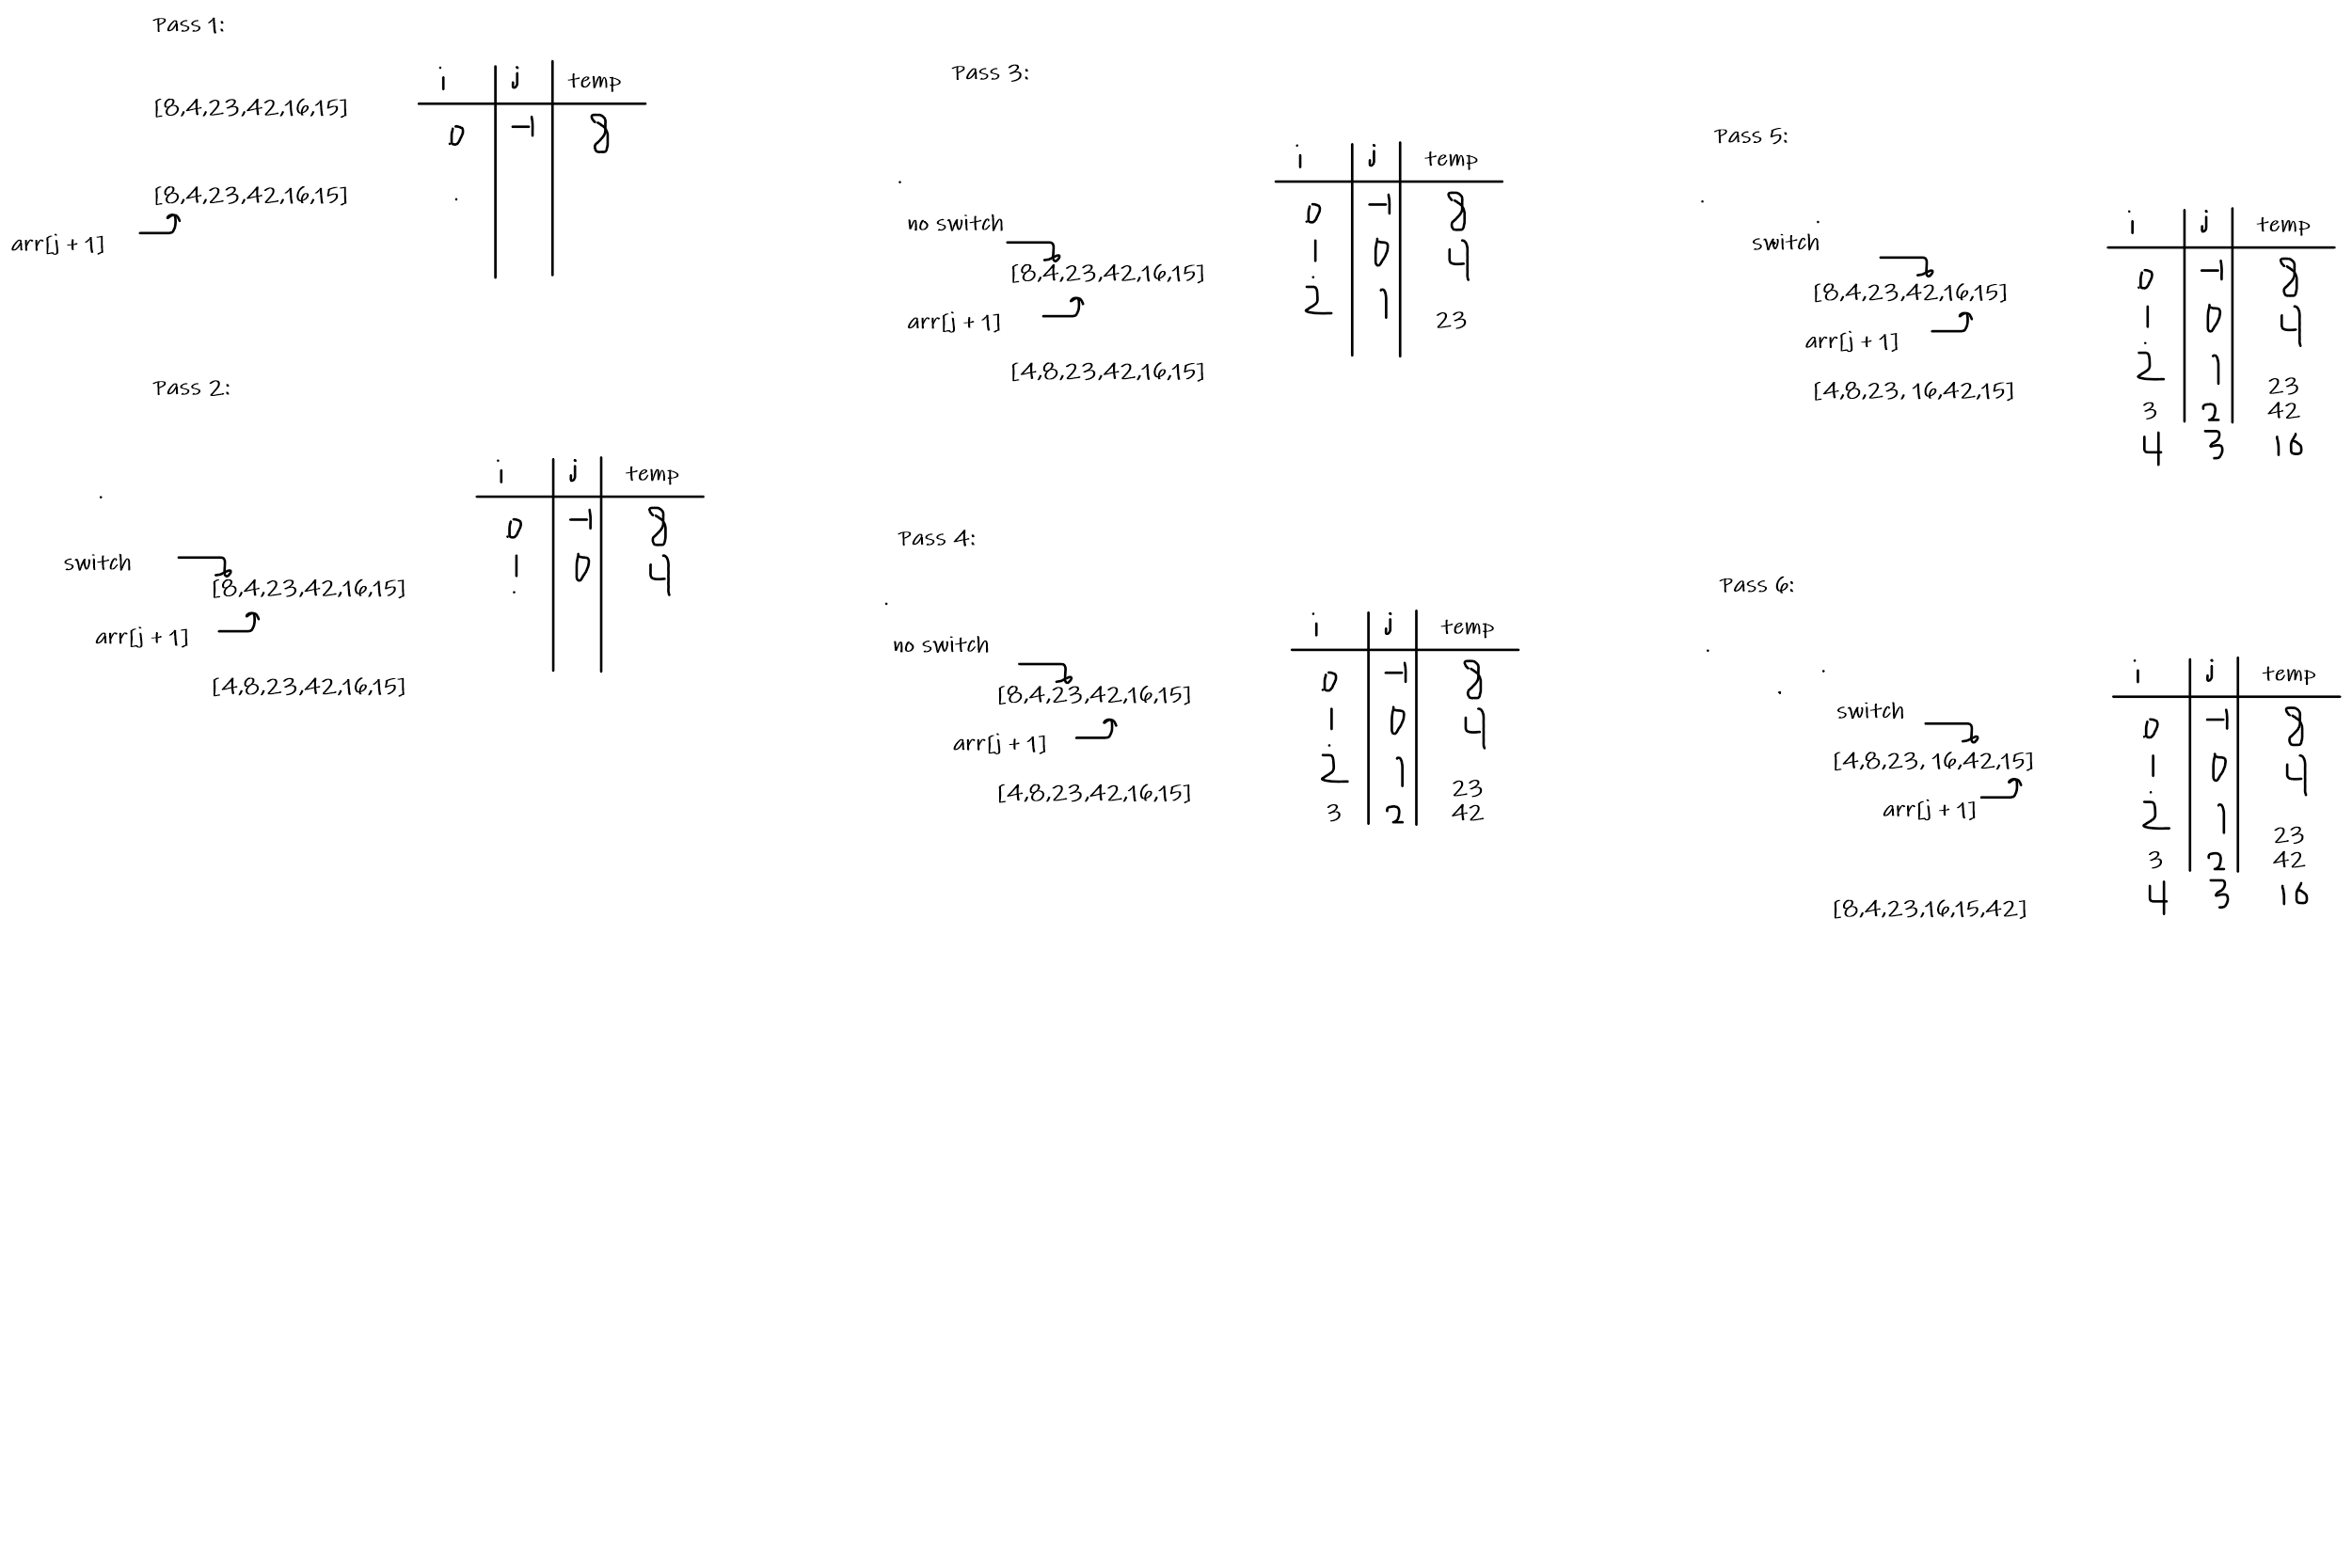 Pass 1:
i j temp
[8,4,23,42,16,15]
0 -1 8
[8,4,23,42,16,15]
arr[j + 1]
Pass 2:
i j temp
0 -1 8
switch
1 0 4
[8,4,23,42,16,15]
arr[j + 1]
[4,8,23,42,16,15]
Pass 3:
i j temp
0 -1 8
no switch
1 0 4
[8,4,23,42,16,15]
2 1 23
arr[j + 1]
[4,8,23,42,16,15]
Pass 4:
i j temp
no switch
0 -1 8
[8,4,23,42,16,15]
1 0 4
arr[j + 1]
2 1 23
[4,8,23,42,16,15]
3 2 42
Pass 5:
i j temp
switch
0 -1 8
[8,4,23,42,16,15]
1 0 4
arr[j + 1]
2 1 23
[4,8,23, 16,42,15]
3 2 42
4 3 16
Pass 6:
i j temp
switch
0 -1 8
[4,8,23, 16,42,15]
1 0 4
arr[j + 1]
2 1 23
3 2 42
4 3 16
[8,4,23,16,15,42]